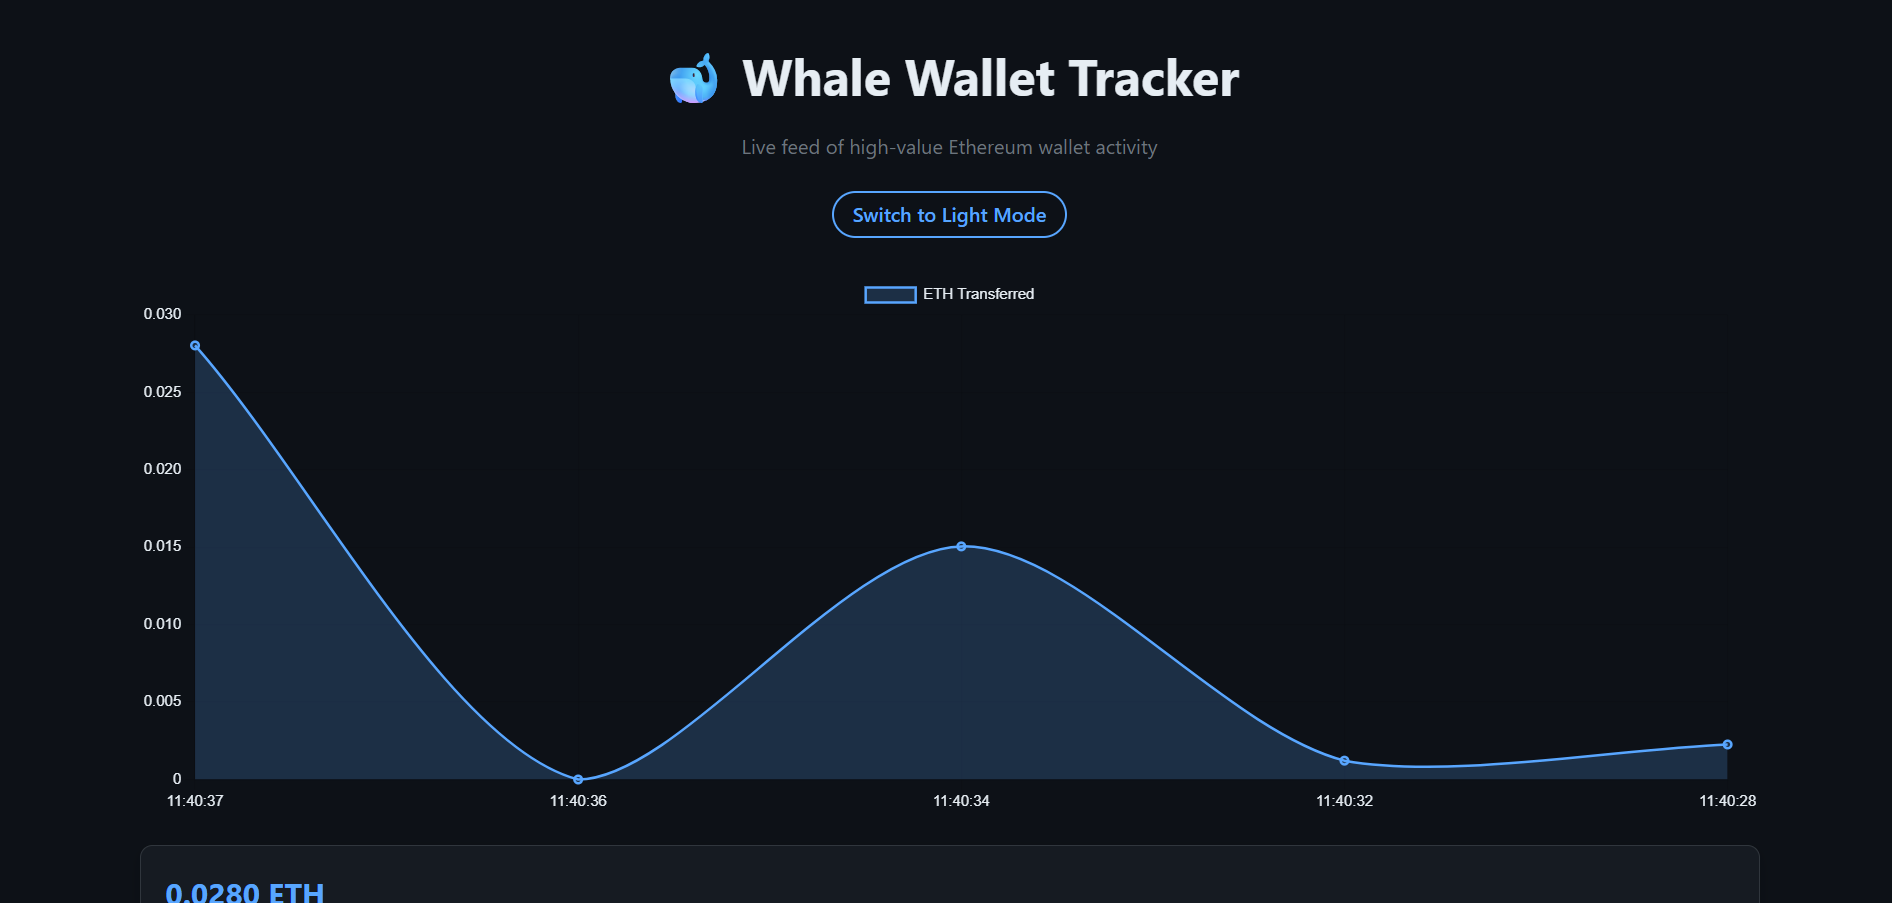 Whale Wallet Tracker
Live feed of high-value Ethereum wallet activity
Switch to Light Mode
ETH Transferred
0.030
0.025
0.020
0.015
0.010
0.005
0
11:40:37 11:40:36 11:40:34 11:40:32 11:40:28
0.0280 ETH